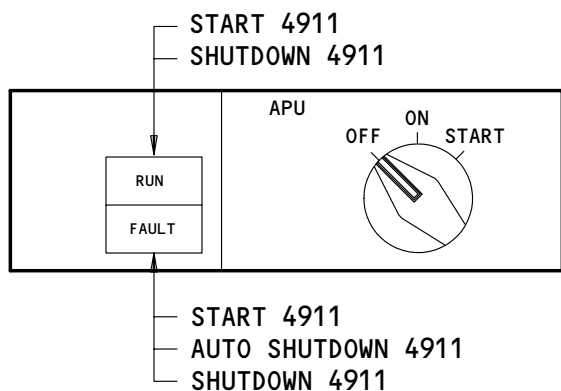 START 4911
SHUTDOWN 4911
APU
ON
OFF
START
RUN
FAULT
START 4911
AUTO SHUTDOWN 4911
SHUTDOWN 4911